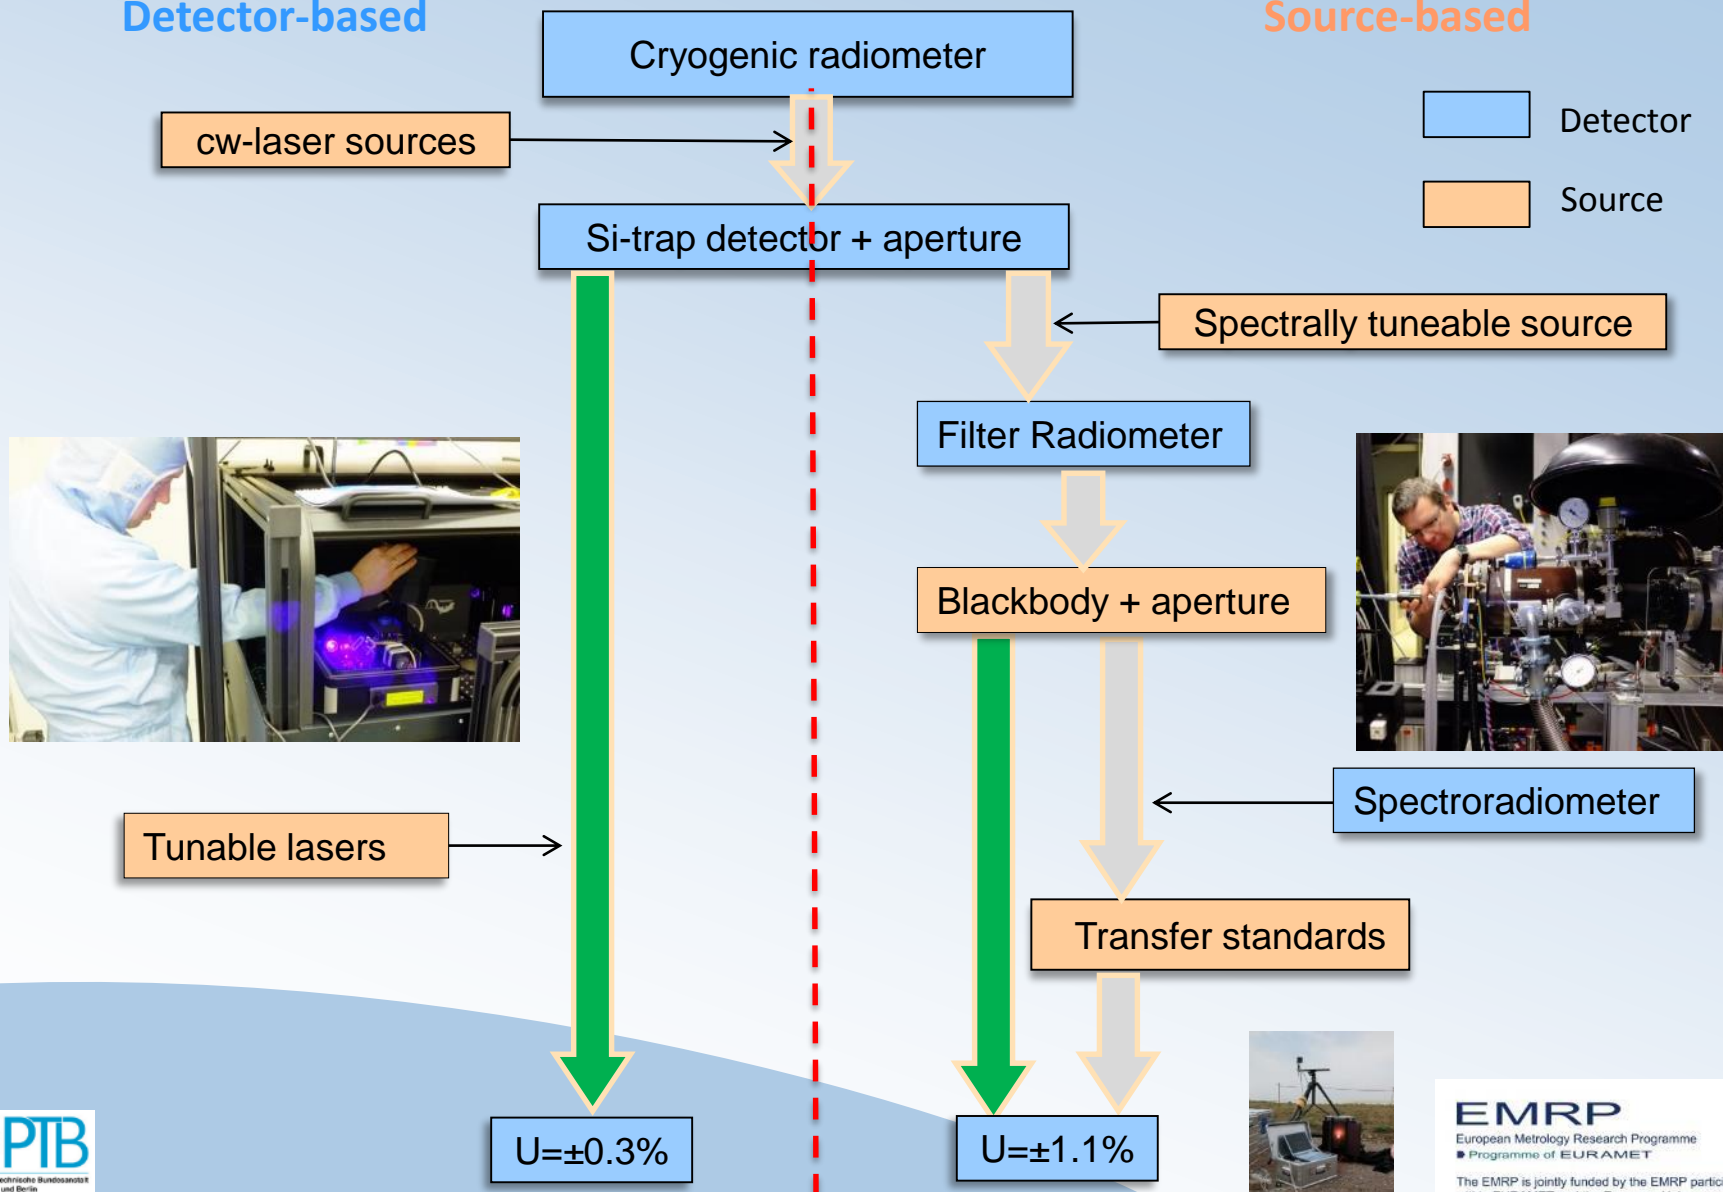 Detector-based
Source-based
Cryogenic radiometer
Detector
cw-laser sources
Source
Si-trap detector + aperture
Spectrally tuneable source
Filter Radiometer
Blackbody + aperture
Spectroradiometer
Tunable lasers
Transfer standards
U=±0.3%
U=±1.1%
PTB
und Berlin
EMRP
European Metrology Research Programme
Programme of EURAMET
The EMRP is jointly funded by the EMRP